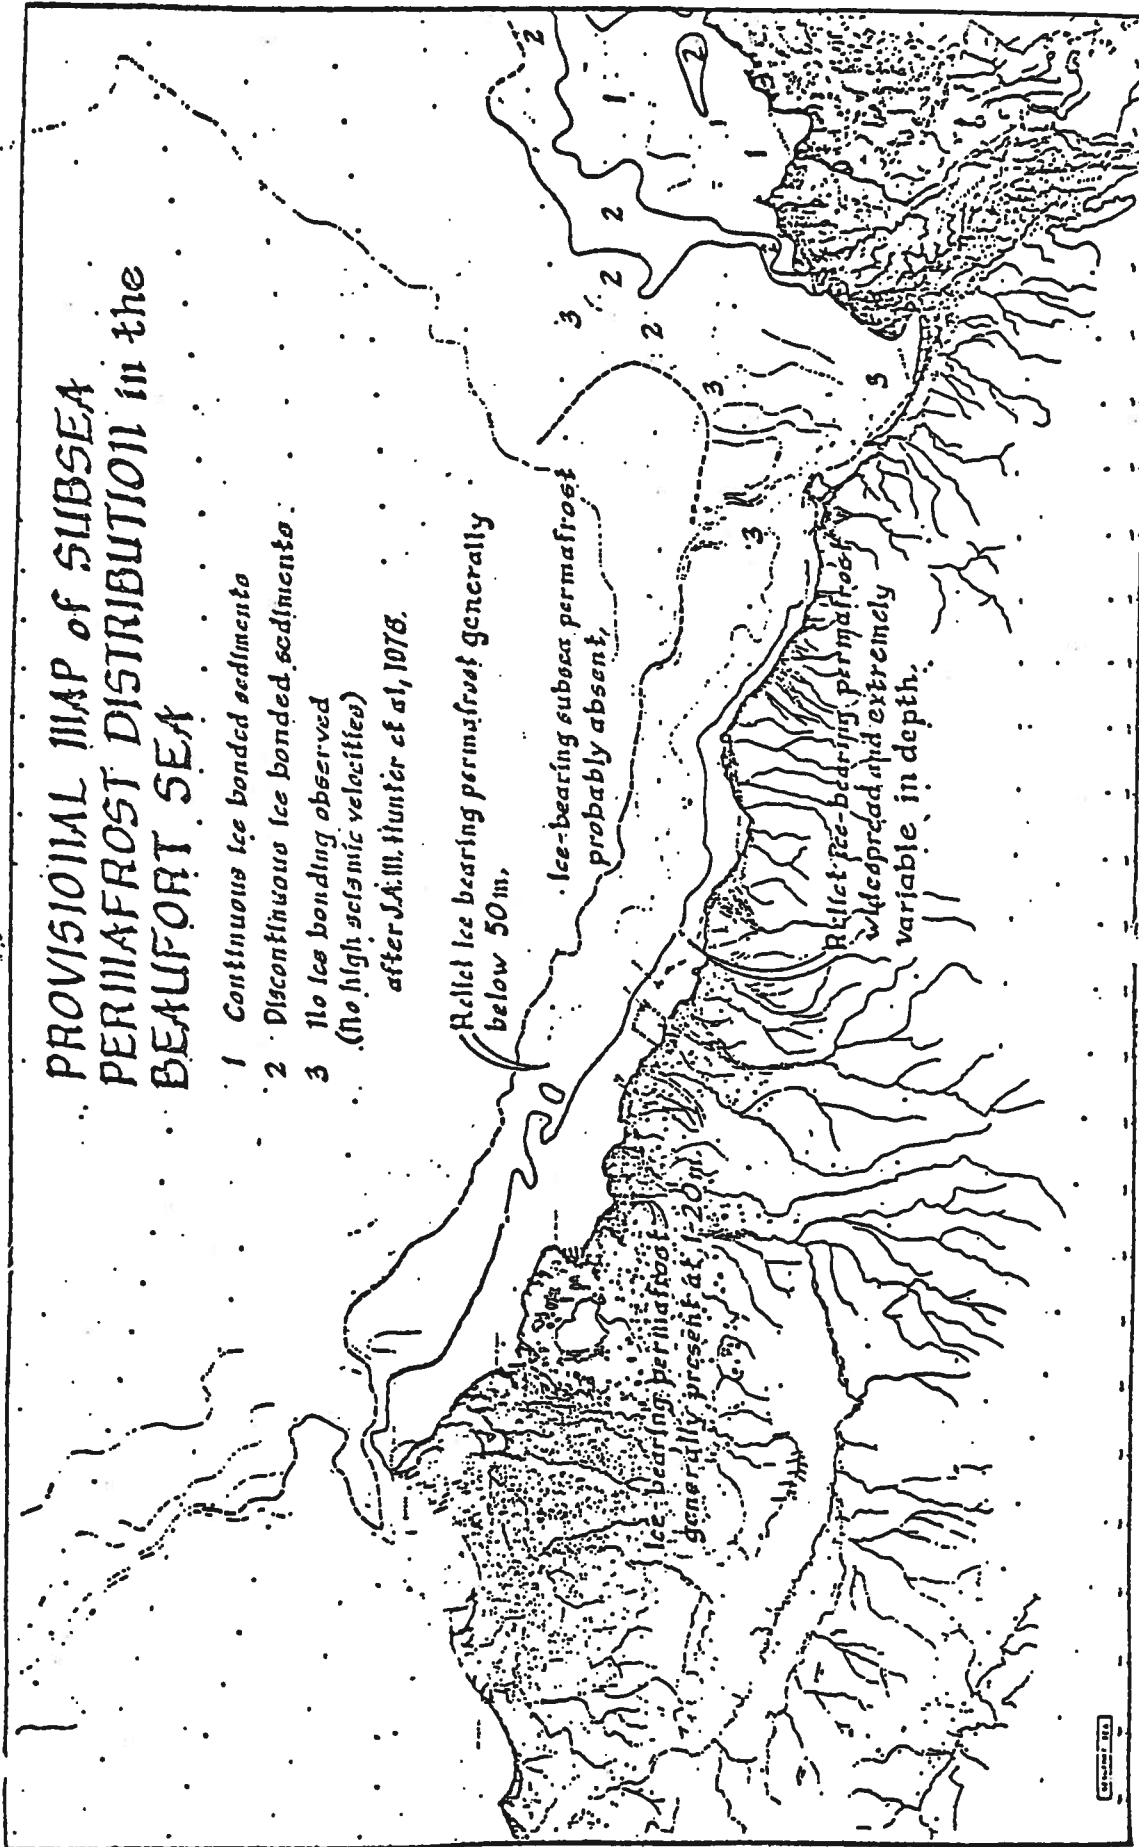 PROVISIONAL MAP of SUBSEA
PERMAFROST DISTRIBUTION in the
BEAUFORT SEA
1 Continuous ice bonded sediments
2 Discontinuous ice bonded sediments
3 No ice bonding observed
(No high seismic velocities)
after J.A.M. Hunter et al, 1978.
Relict ice bearing permafrost generally
below 50 m.
Ice-bearing subsea permafrost
probably absent.
Relict ice-bearing permafrost
widespread and extremely
variable in depth.
Ice-bearing permafrost
generally present at 1-20m.
2
1
2
1
1
2
2
3
2
3
3
3